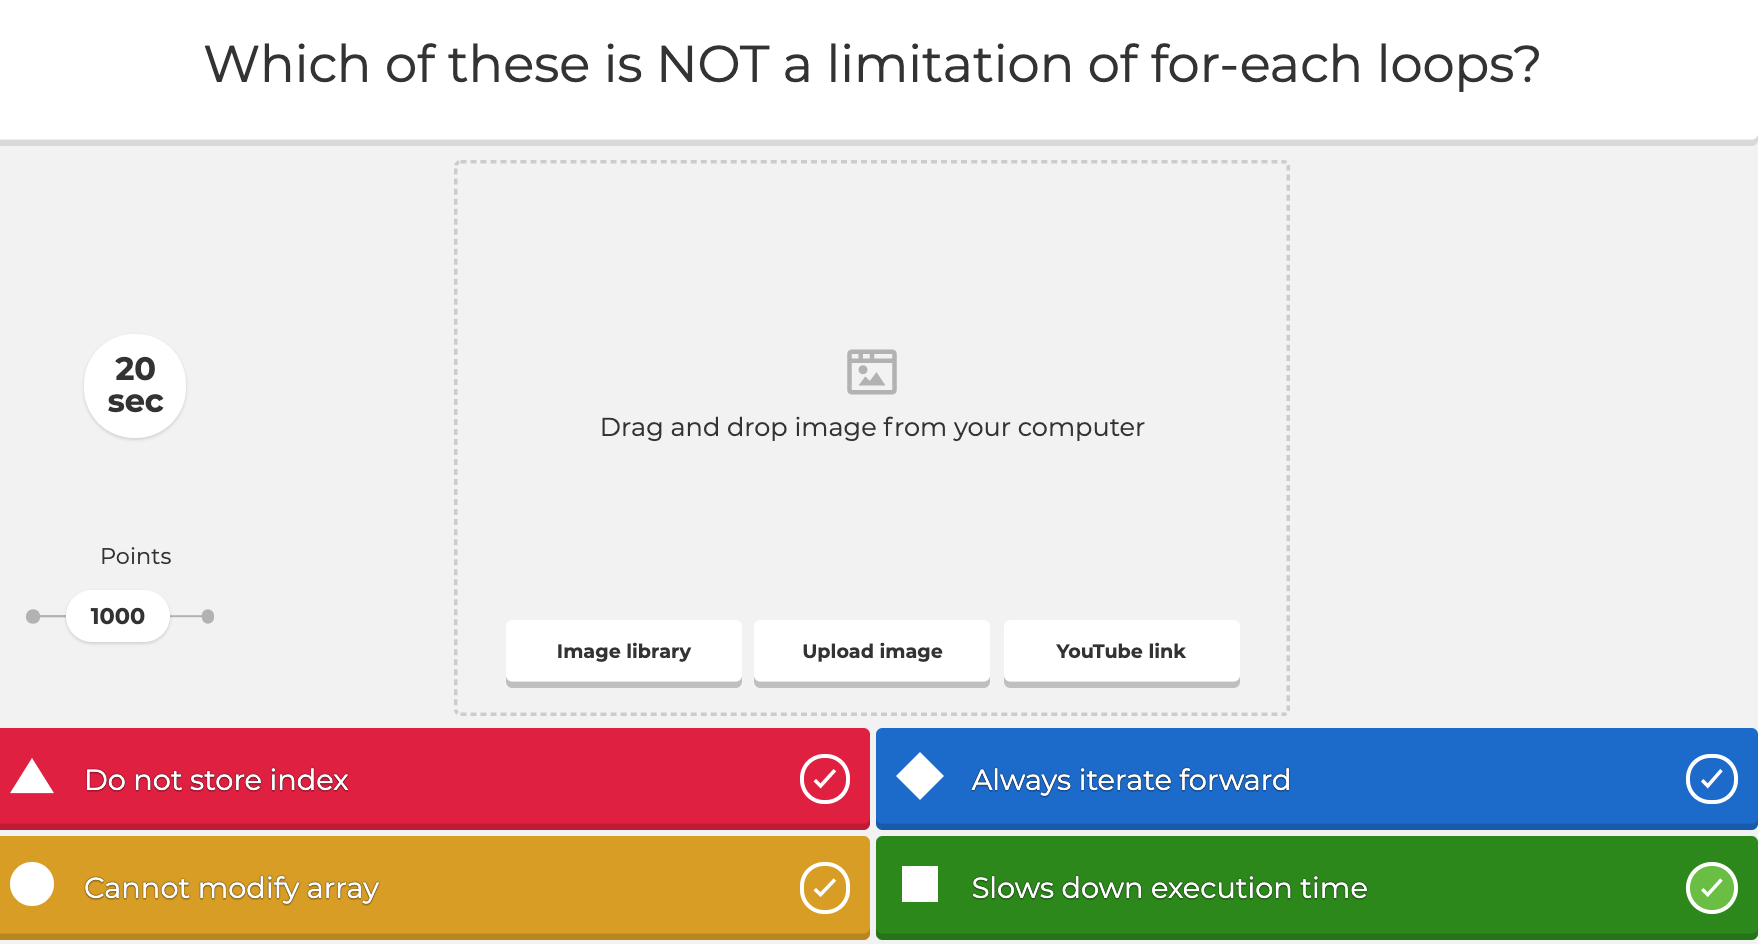 Which of these is NOT a limitation of for-each loops?
20
sec
Drag and drop image from your computer
Points
1000
Image library
Upload image
YouTube link
Do not store index
Always iterate forward
Cannot modify array
Slows down execution time